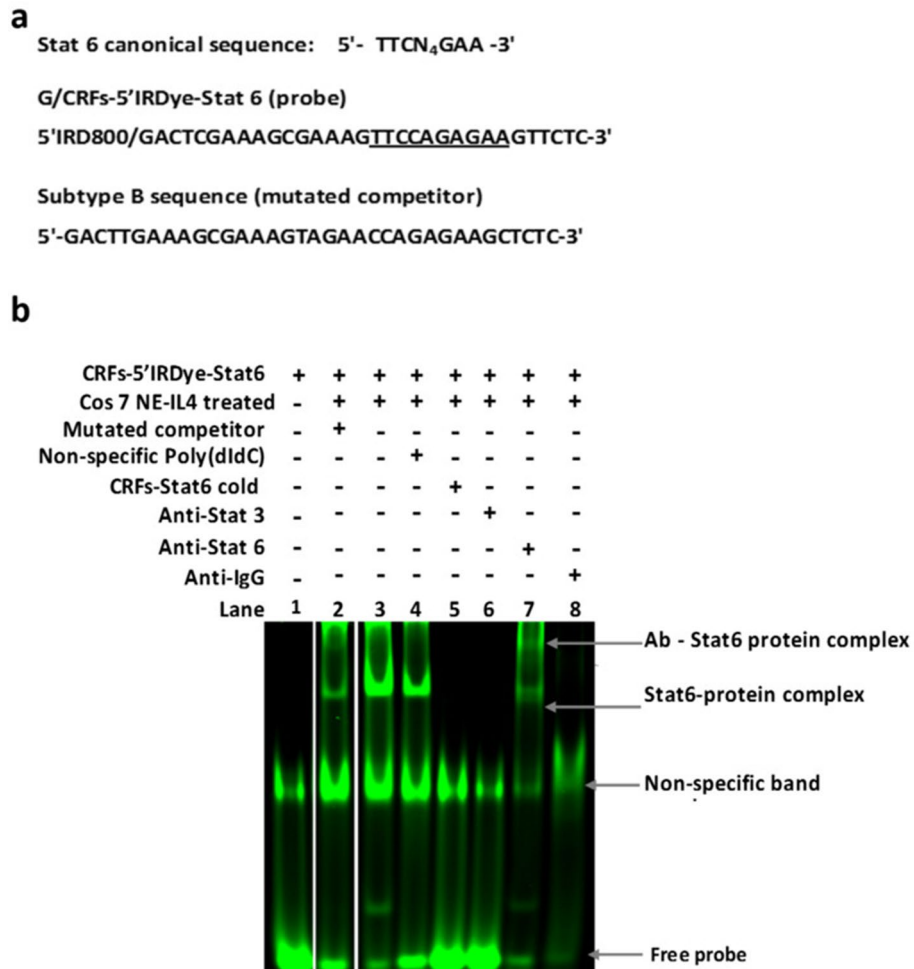 a
Stat 6 canonical sequence: 5'- TTCN₄GAA -3'
G/CRFs-5'IRDye-Stat 6 (probe)
5'IRD800/GACTCGAAAGCGAAAGTTCCAGAGAAGTTCTC-3'
Subtype B sequence (mutated competitor)
5'-GACTTGAAAGCGAAAGTAGAACCAGAGAAGCTCTC-3'
b
CRFs-5'IRDye-Stat6 + + + + + + + +
Cos 7 NE-IL4 treated - + + + + + + +
Mutated competitor - + - - - - - -
Non-specific Poly(dIdC) - - - + - - - -
CRFs-Stat6 cold - - - - + - - -
Anti-Stat 3 - - - - - + - -
Anti-Stat 6 - - - - - - + -
Anti-IgG - - - - - - - +
Lane 1 2 3 4 5 6 7 8
Ab - Stat6 protein complex
Stat6-protein complex
Non-specific band
Free probe